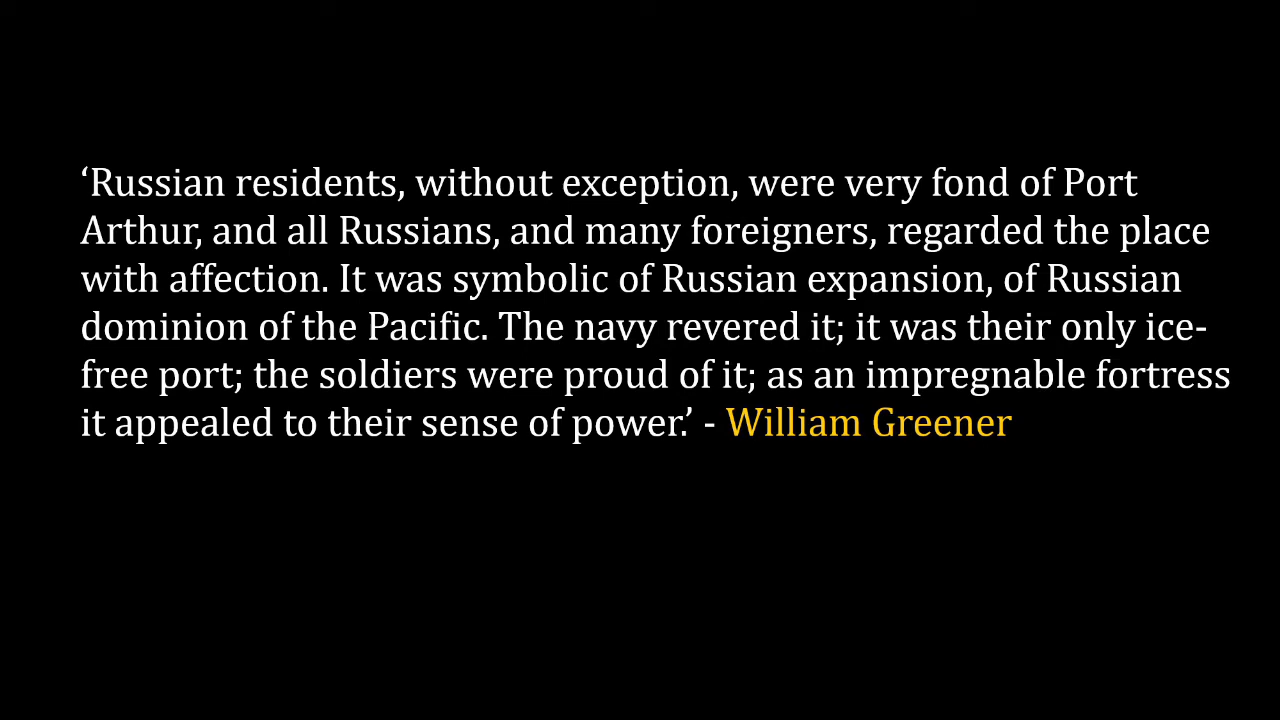 ‘Russian residents, without exception, were very fond of Port
Arthur, and all Russians, and many foreigners, regarded the place
with affection. It was symbolic of Russian expansion, of Russian
dominion of the Pacific. The navy revered it; it was their only ice-
free port; the soldiers were proud of it; as an impregnable fortress
it appealed to their sense of power.’ - William Greener